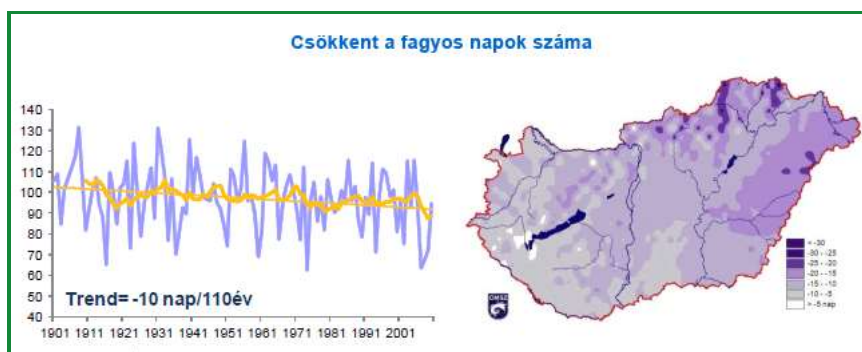 Csökkent a fagyos napok száma
140
130
120
110
100
90
80
70
60
50
40
Trend= -10 nap/110év
1901 1911 1921 1931 1941 1951 1961 1971 1981 1991 2001
< -30
-30 - -25
-25 - -20
-20 - -15
-15 - -10
-10 - -5
> -5 nap
OMSZ